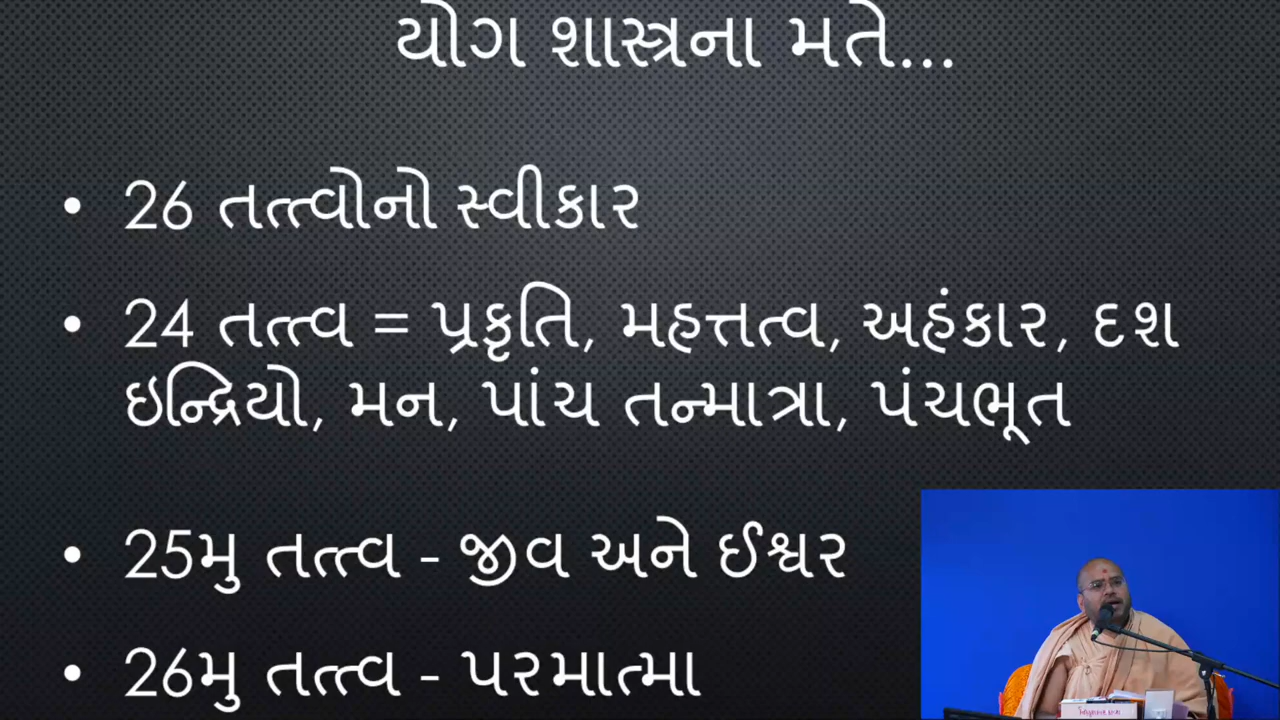 યોગ શાસ્ત્રના મતે...
• 26 તત્ત્વોનો સ્વીકાર
• 24 તત્ત્વ = પ્રકૃતિ, મહત્તત્વ, અહંકાર, દશ
ઇન્દ્રિયો, મન, પાંચ તન્માત્રા, પંચભૂત
• 25મુ તત્ત્વ - જીવ અને ઈશ્વર
• 26મુ તત્ત્વ - પરમાત્મા